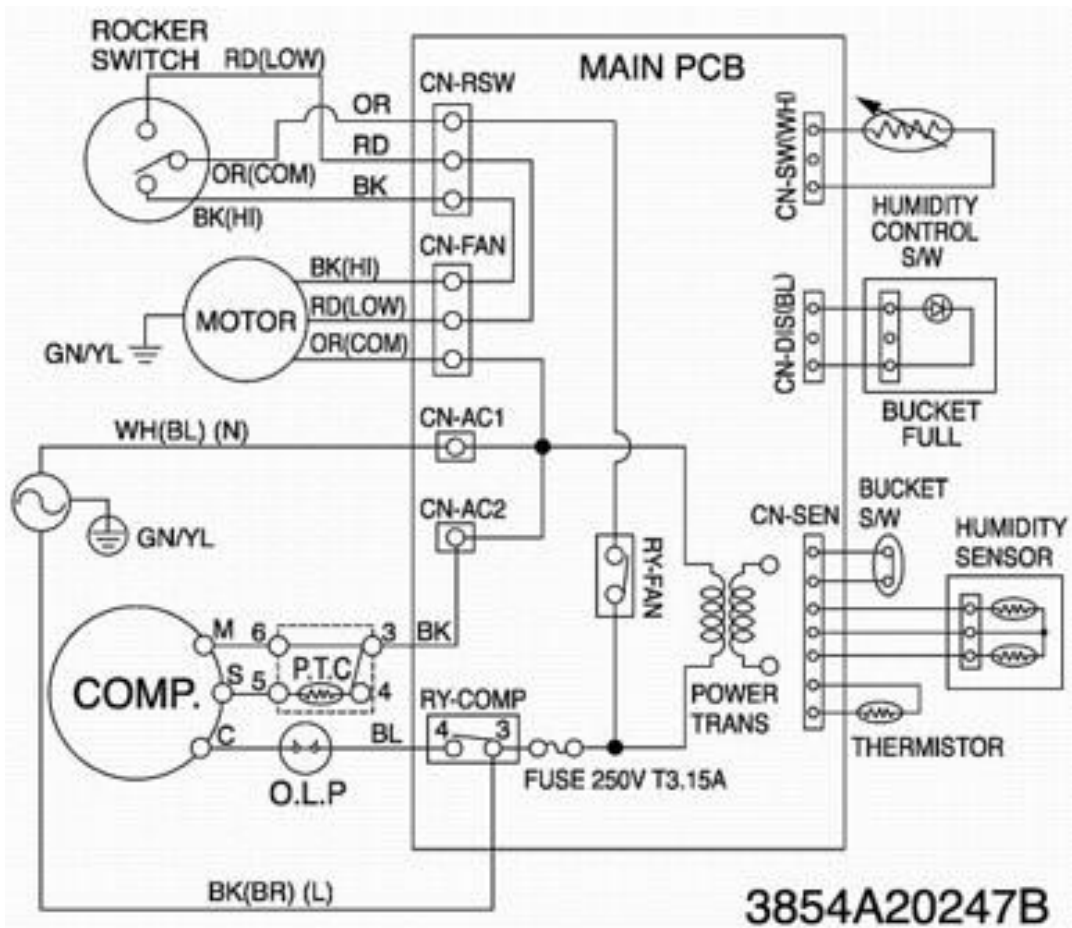 ROCKER
SWITCH
RD(LOW)
OR
RD
BK
OR(COM)
BK(HI)
CN-RSW
MAIN PCB
CN-SW(WH)
HUMIDITY
CONTROL
S/W
CN-FAN
BK(HI)
RD(LOW)
OR(COM)
MOTOR
GN/YL
CN-DIS(BL)
BUCKET
FULL
WH(BL) (N)
CN-AC1
CN-AC2
GN/YL
CN-SEN
BUCKET
S/W
HUMIDITY
SENSOR
RY-FAN
COMP.
M
6
3
BK
S
5
P.T.C
4
C
O.L.P
BL
RY-COMP
4
3
FUSE 250V T3.15A
POWER
TRANS
THERMISTOR
BK(BR) (L)
3854A20247B